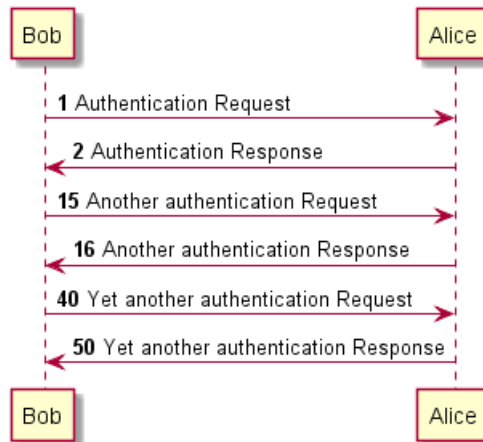 Bob Alice
1 Authentication Request
2 Authentication Response
15 Another authentication Request
16 Another authentication Response
40 Yet another authentication Request
50 Yet another authentication Response
Bob Alice